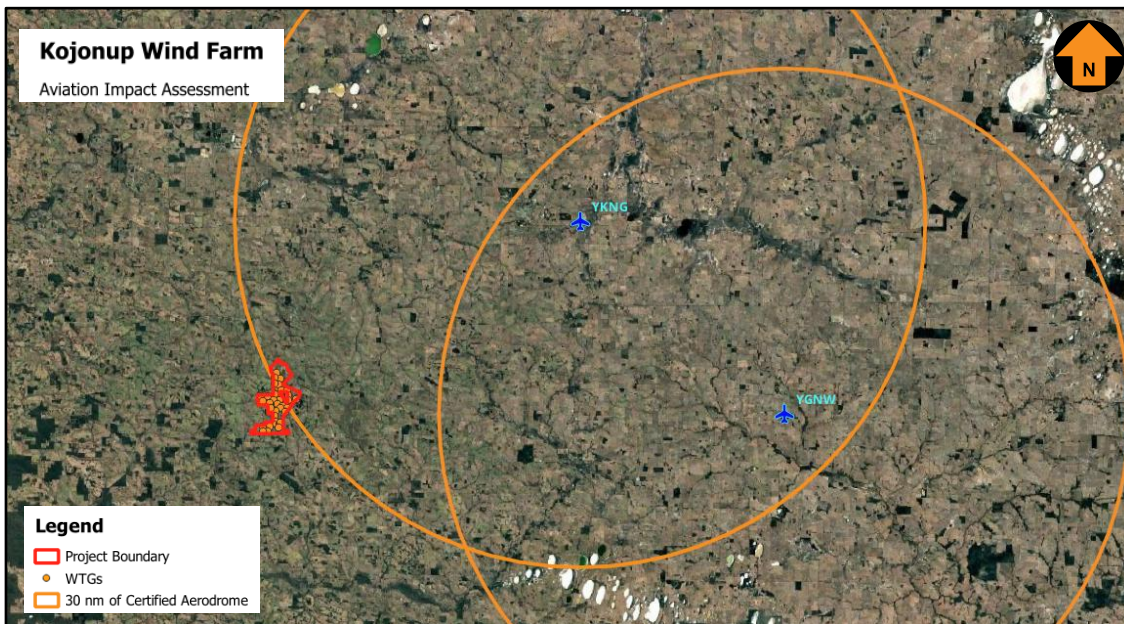 Kojonup Wind Farm
Aviation Impact Assessment
N
YKNG
YGNW
Legend
Project Boundary
WTGs
30 nm of Certified Aerodrome